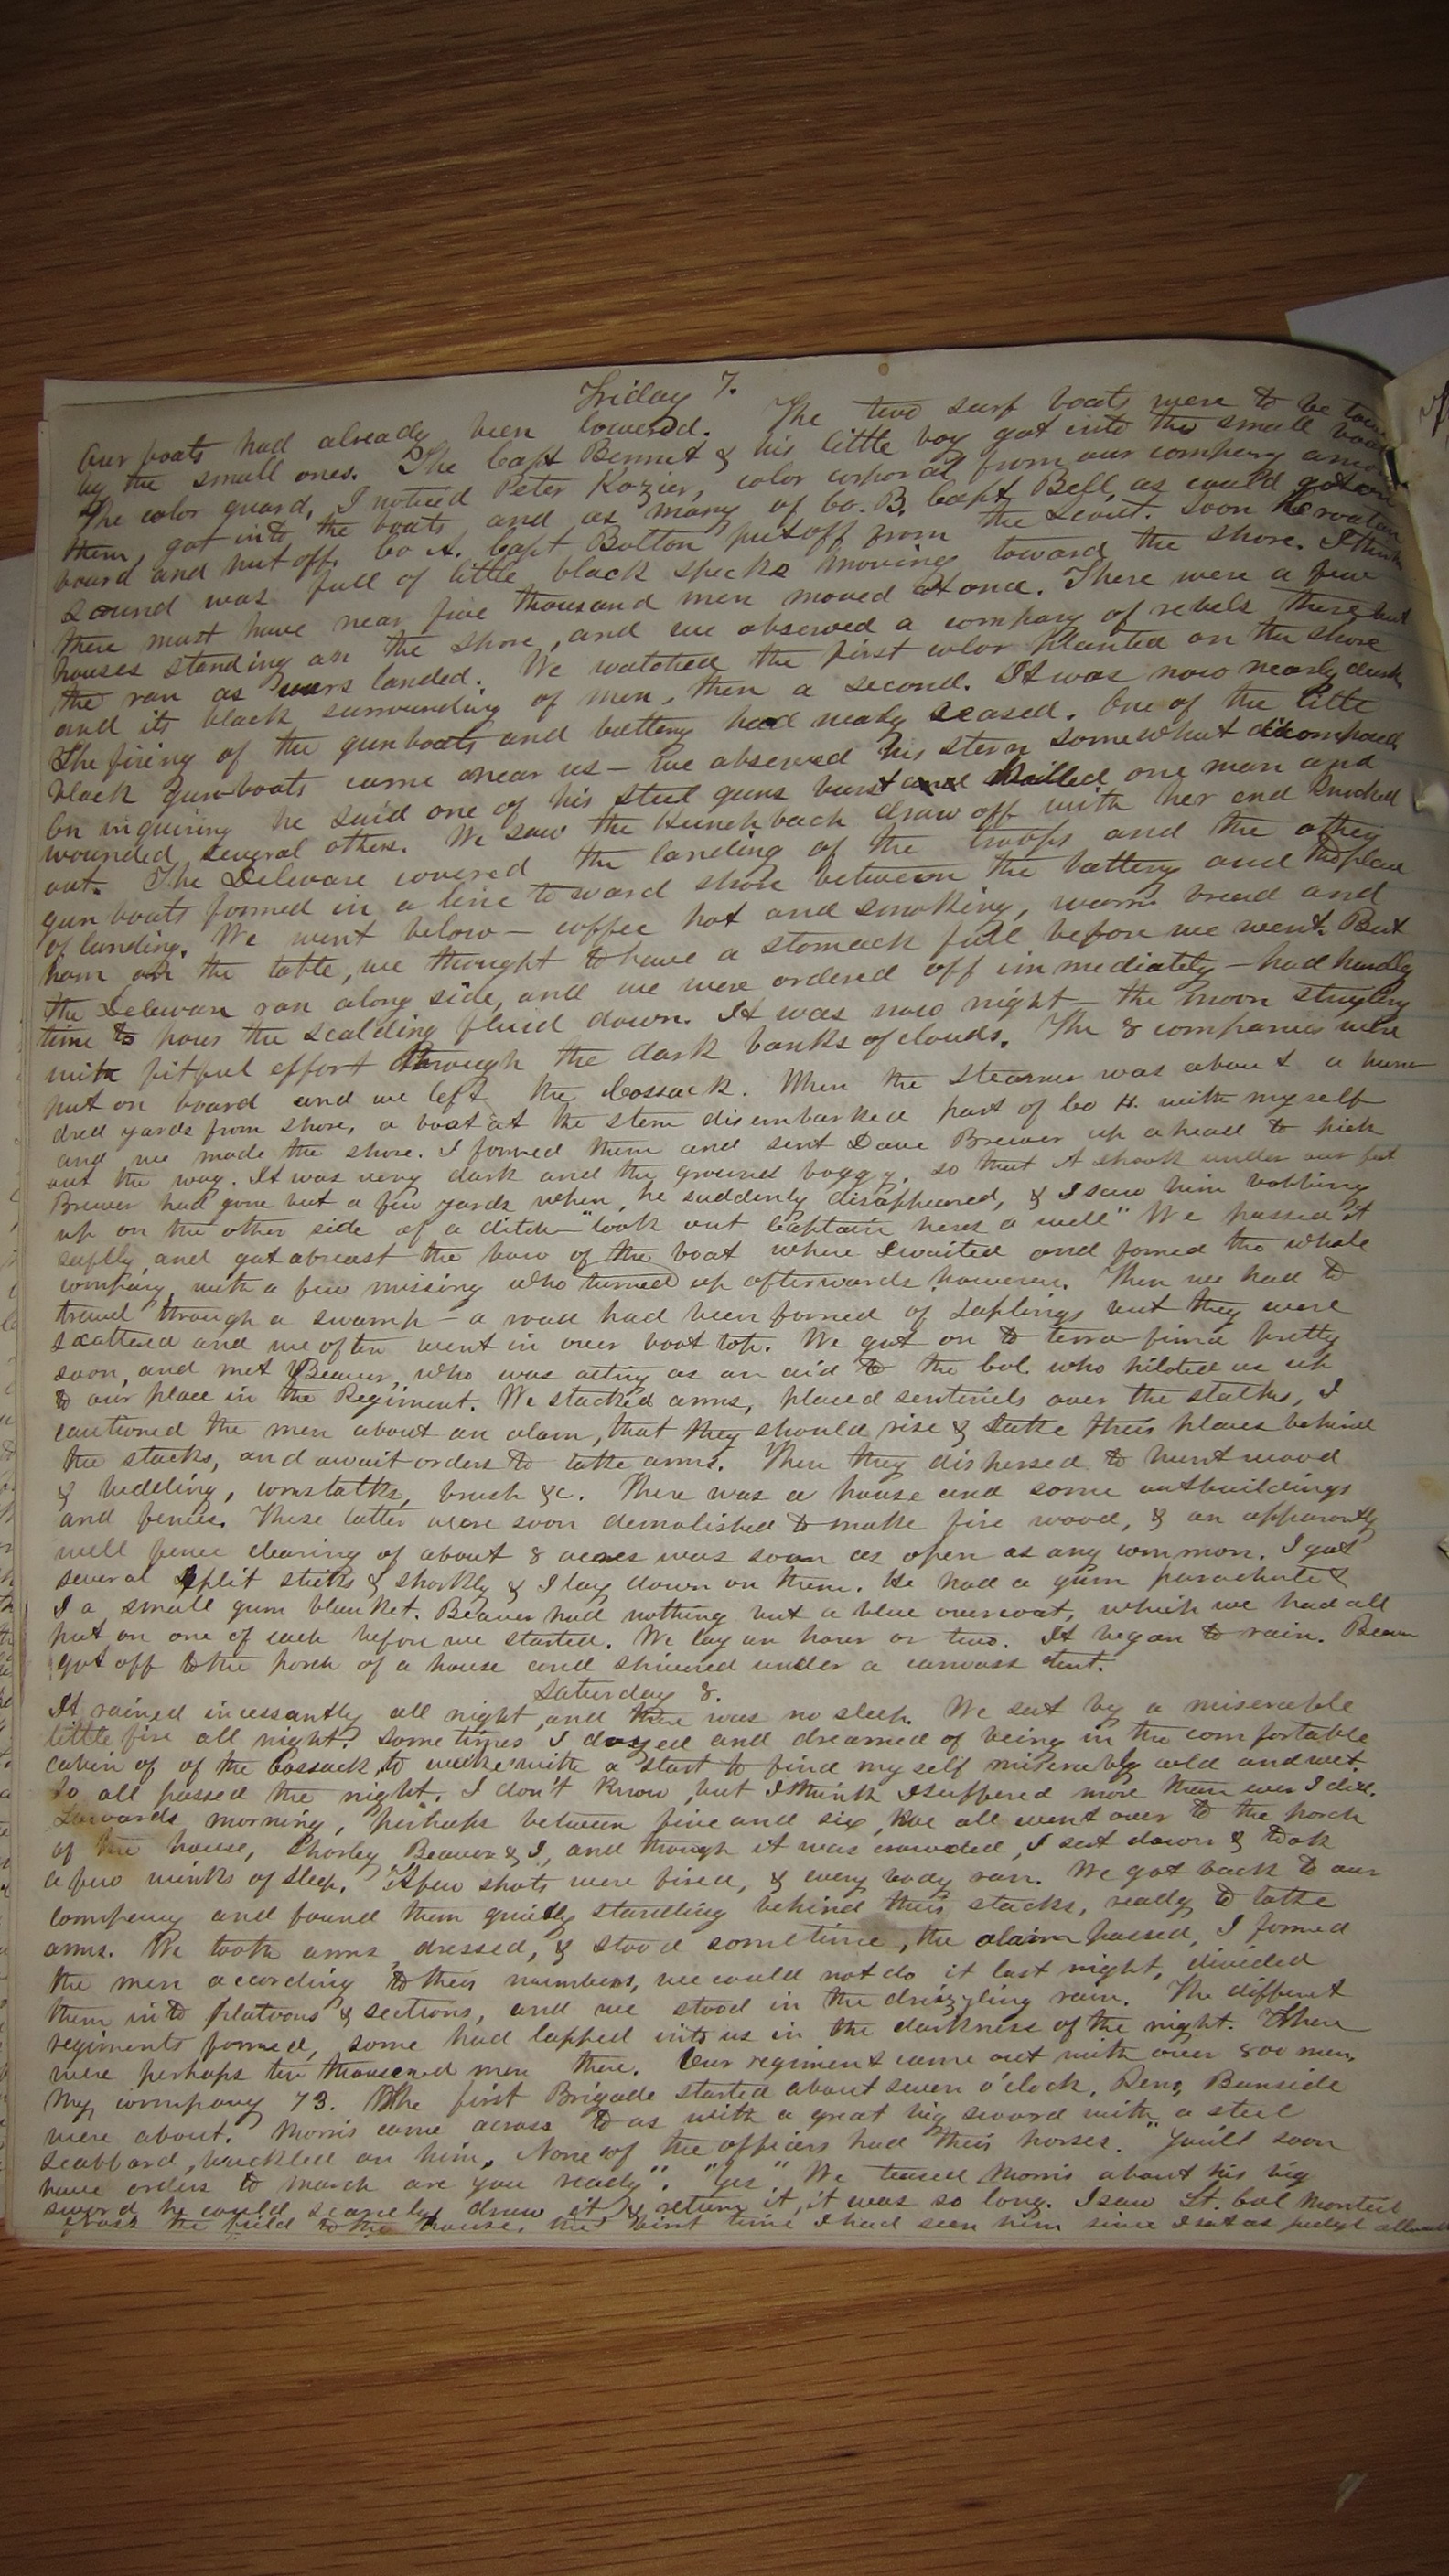 Friday 7.
Our boats had already been lowered. The two surf boats were to be tow
by the small ones. The Capt Bennet & his little boy got into the small boat
The color guard, I noticed Peter Kozier, color corporal from our company amo
them, got into the boats and as many of Co. B. Capt Bell, as could get on
board and put off. Co A. Capt Bolton put off from the Scout. Soon the roatan
sound was full of little black specks moving toward the shore. I think
there must have near five thousand men moved at once. There were a few
houses standing on the shore, and we observed a company of rebels there but
the ran as ours landed. We watched the first color planted on the shore
and its black surrounding of men, then a second. It was now nearly dusk.
The firing of the gunboats and battery had nearly seased. One of the little
black gun-boats came near us — we observed his stern somewhat discomposed
On inquiring he said one of his steel guns burst and killed one man and
wounded several others. We saw the Hunchback draw off with her end knocked
out. The Deleware covered the landing of the troops and the other
gun boats formed in a line toward shore between the battery and the place
of landing. We went below — coffee hot and smoking, warm bread and
ham on the table, we thought to have a stomack full before we went. But
the Delewar ran along side, and we were ordered off immediately — had hardly
time to pour the scalding fluid down. It was now night — the moon struggling
with fitful effort through the dark banks of clouds. The 8 companies were
put on board and we left the Cossack. When the steamer was about a hun-
dred yards from shore, a boat at the stern disembarked part of Co H. with myself
and we made the shore. I formed them and sent Dave Brewer up ahead to pick
out the way. It was very dark and the ground boggy, so that it shook under our feet
Brewer had gone but a few yards when, he suddenly disappeared, & I saw him bobbing
up on the other side of a ditch — "look out Captain heres a well" We passed it
safely, and got abreast the bow of the boat where I waited and formed the whole
company, with a few missing who turned up afterwards however. Then we had to
travel through a swamp — a road had been formed of saplings but they were
scattered and we often went in over boot top. We got on to terra-firma pretty
soon, and met Beaver, who was acting as an aid to the Col. who piloted us up
to our place in the Regiment. We stacked arms, placed sentinels over the stacks, I
cautioned the men about an alarm, that they should rise & take their places behind
the stacks, and await orders to take arms. Then they dispersed to hunt wood
& bedding, cornstalks, brush &c. There was a house and some outbuildings
and fences. These latter were soon demolished to make fire wood, & an apparently
well fence clearing of about 8 acres was soon as open as any common. I got
several split sticks & Shorkly & I lay down on them. He had a gum parachute &
I a small gum blanket. Beaver had nothing but a blue overcoat, which we had all
put on one of each before we started. We lay an hour or two. It began to rain. Beaver
got off to the porch of a house and shivered under a canvass tent.
Saturday 8.
It rained incessantly all night, and there was no sleep. We sat by a miserable
little fire all night. Some times I dozed and dreamed of being in the comfortable
cabin of of the Cossack, to wake with a start to find myself miserably cold and wet.
So all passed the night. I don't know, but I think I suffered more than ever I did.
Towards morning, perhaps between five and six, we all went over to the porch
of the house, Shorley Beaver & I, and though it was crowded, I sat down & took
a few winks of sleep. A few shots were fired, & every body ran. We got back to our
company and found them quietly standing behind their stacks, ready to take
arms. We took arms, dressed, & stood sometime, the alarm passed, I formed
the men according to their numbers, we could not do it last night, divided
them into platoons & sections, and we stood in the drizzling rain. The different
regiments formed, some had lapped into us in the darkness of the night. There
were perhaps ten thousand men there. Our regiment came out with over 800 men.
My company 73. The first Brigade started about seven o'clock. Reno, Burnside
were about. Morris came across to us with a great big sword with a steel
scabbard, buckled on him. None of the officers had their horses. "You'll soon
have orders to march are you ready". "Yes." We teased Morris about his big
sword he could scarcely draw it, & return it, it was so long. I saw Lt. Col Monteil
cross the field to the house. the first time I had seen him since I sat as